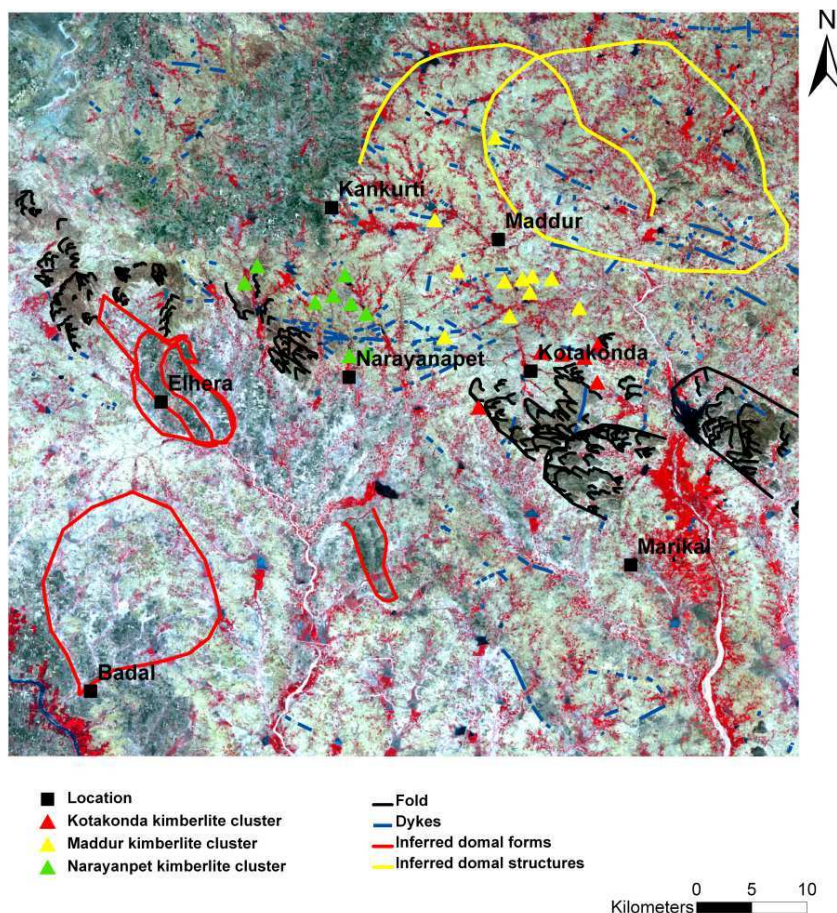 N
Kankurti
Maddur
Narayanapet
Kotakonda
Elhera
Marikal
Badal
Location
Kotakonda kimberlite cluster
Maddur kimberlite cluster
Narayanpet kimberlite cluster
Fold
Dykes
Inferred domal forms
Inferred domal structures
0 5 10
Kilometers